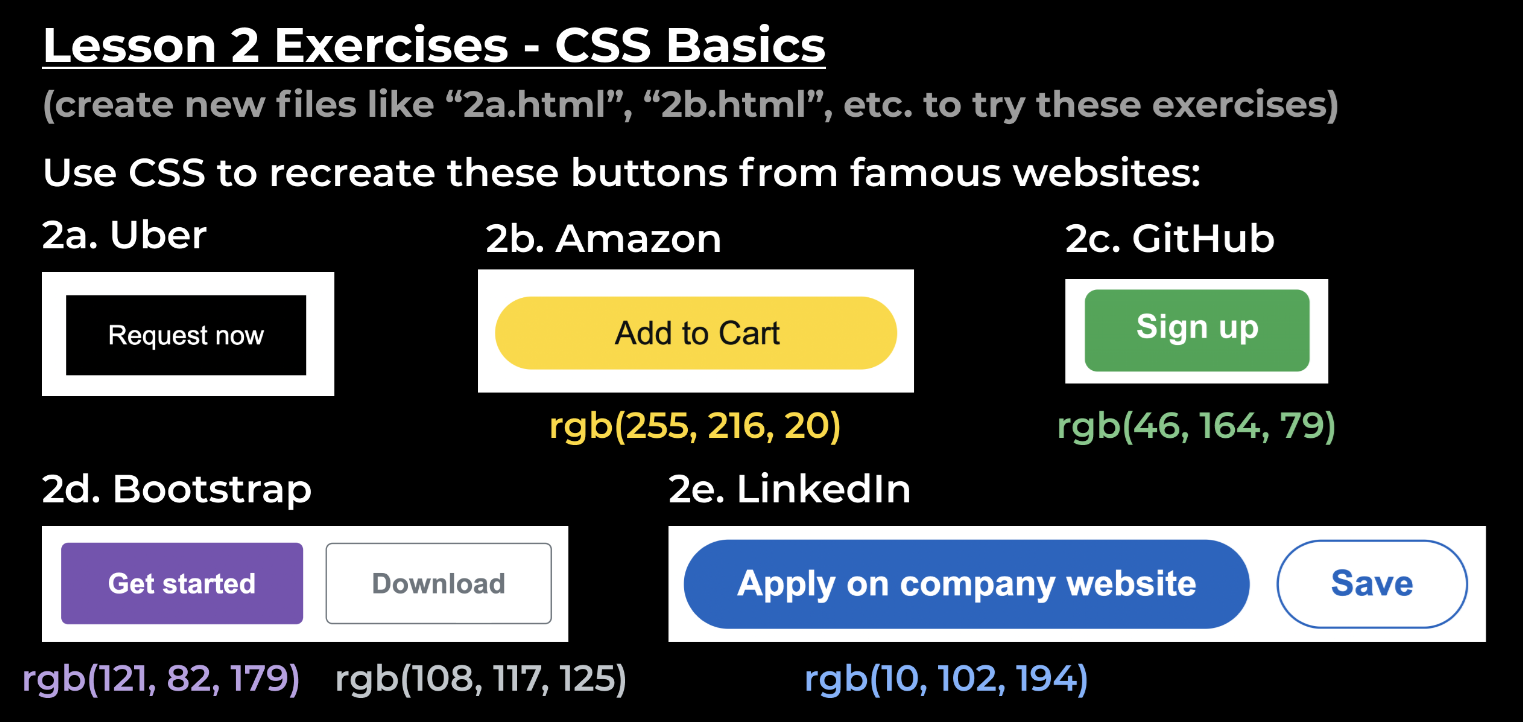 Lesson 2 Exercises - CSS Basics
(create new files like “2a.html”, “2b.html”, etc. to try these exercises)
Use CSS to recreate these buttons from famous websites:
2a. Uber
Request now
2b. Amazon
Add to Cart
rgb(255, 216, 20)
2c. GitHub
Sign up
rgb(46, 164, 79)
2d. Bootstrap
Get started
Download
rgb(121, 82, 179)
rgb(108, 117, 125)
2e. LinkedIn
Apply on company website
Save
rgb(10, 102, 194)